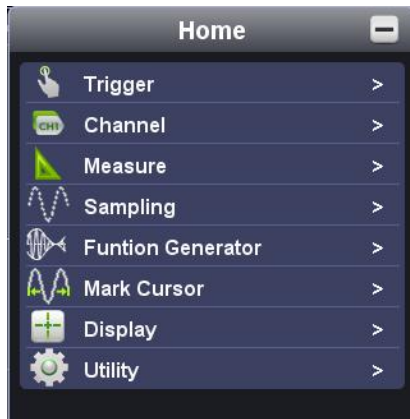 Home
Trigger >
CH1 Channel >
Measure >
Sampling >
Funtion Generator >
Mark Cursor >
Display >
Utility >